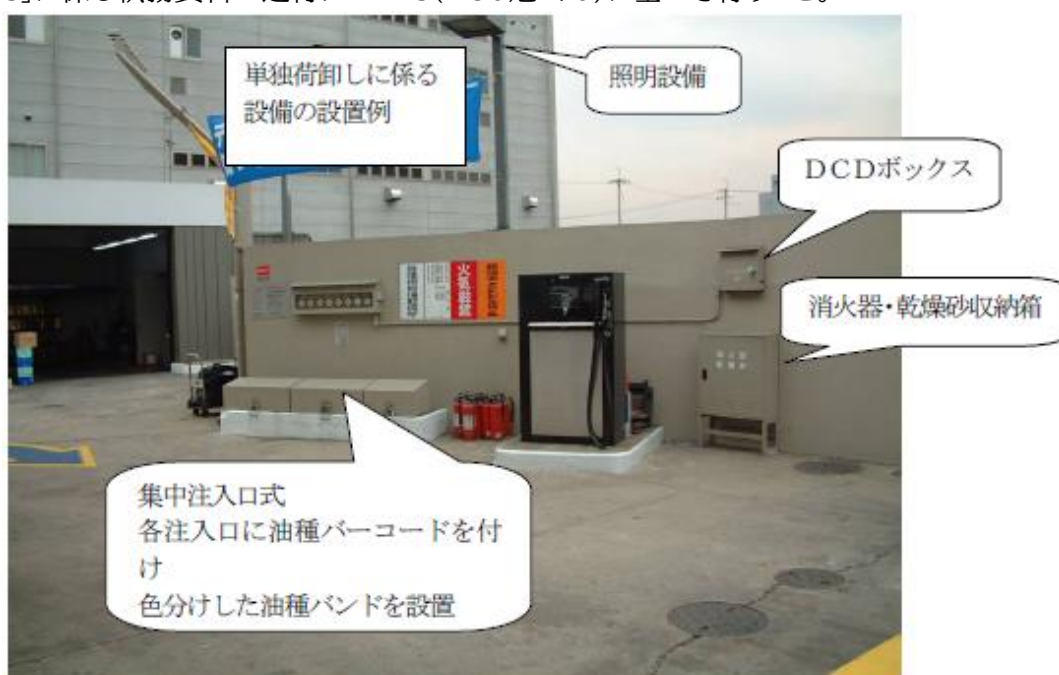 単独荷卸しに係る
設備の設置例
照明設備
DCDボックス
消火器・乾燥砂収納箱
火気厳禁
集中注入口式
各注入口に油種バーコードを付
け
色分けした油種バンドを設置